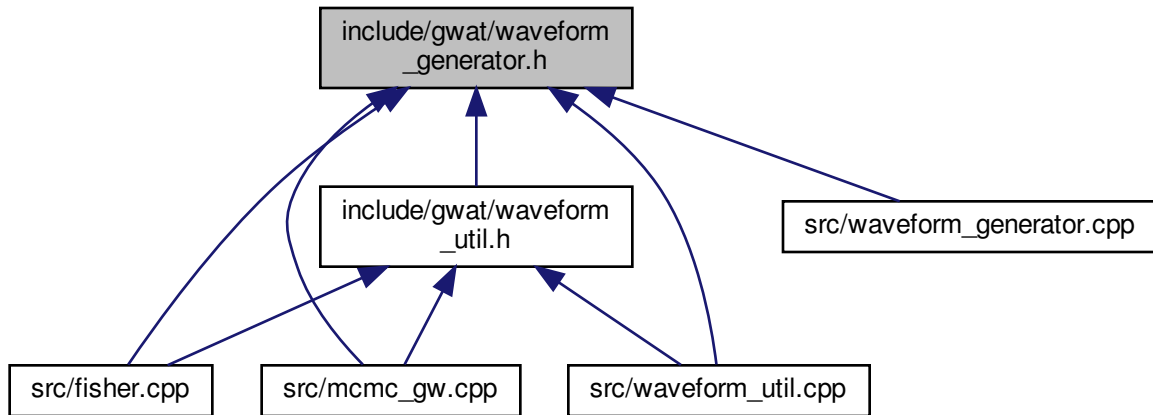 include/gwat/waveform
_generator.h
include/gwat/waveform
_util.h
src/waveform_generator.cpp
src/fisher.cpp
src/mcmc_gw.cpp
src/waveform_util.cpp